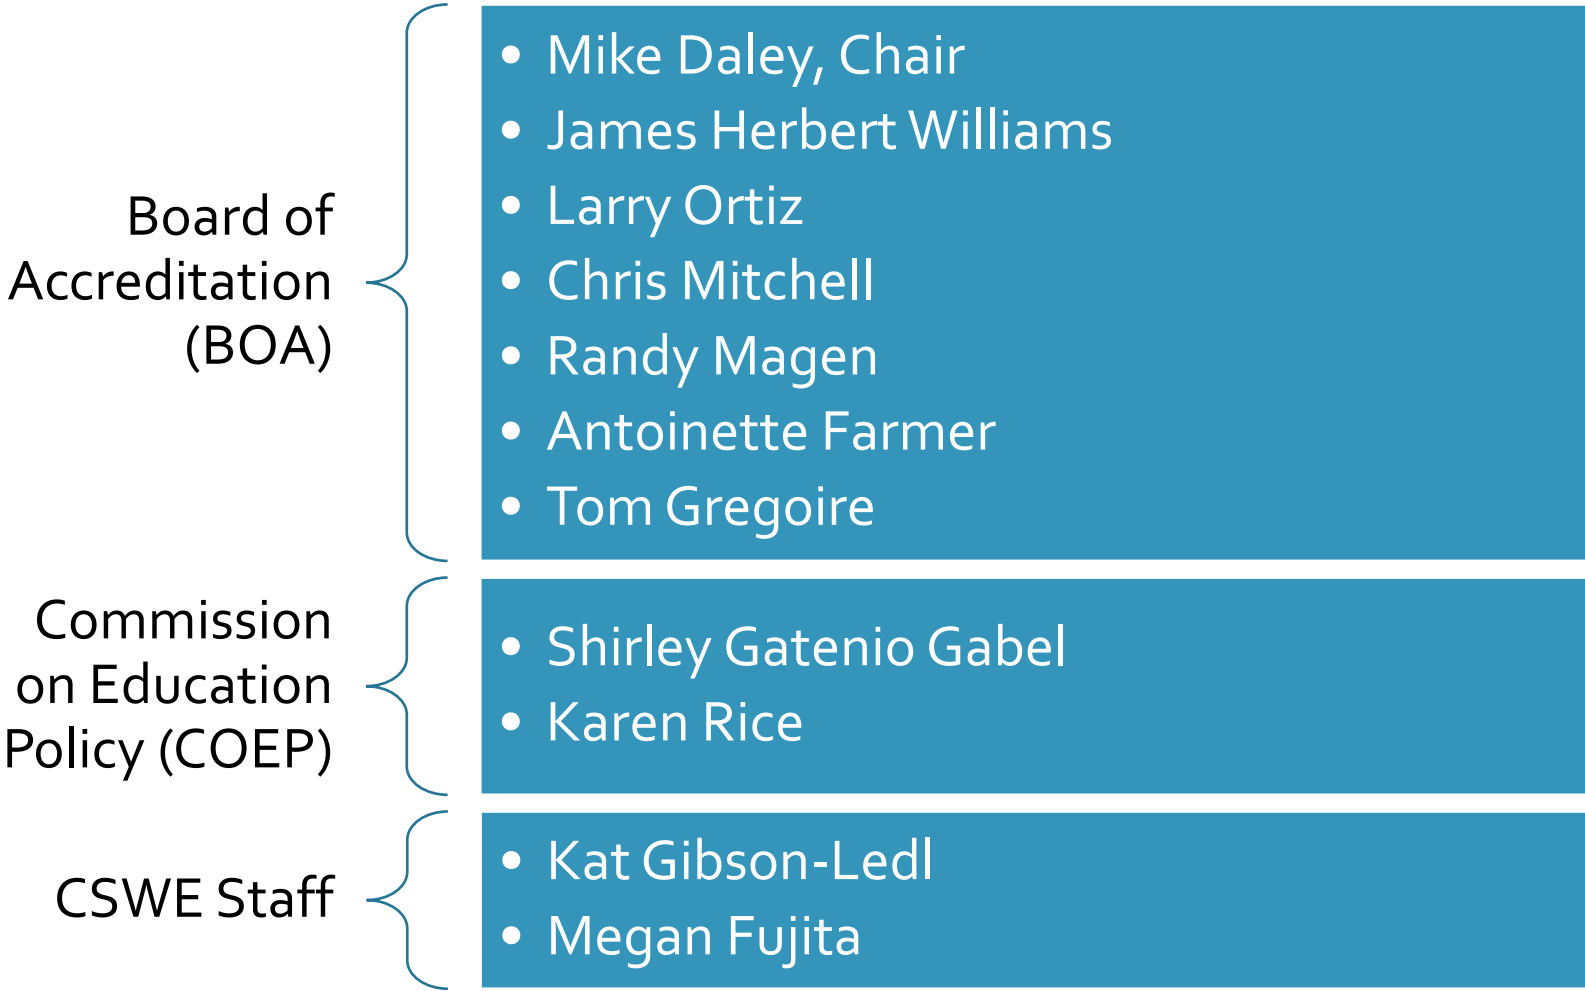 Board of
Accreditation
(BOA)
• Mike Daley, Chair
• James Herbert Williams
• Larry Ortiz
• Chris Mitchell
• Randy Magen
• Antoinette Farmer
• Tom Gregoire
Commission
on Education
Policy (COEP)
• Shirley Gatenio Gabel
• Karen Rice
CSWE Staff
• Kat Gibson-Ledl
• Megan Fujita